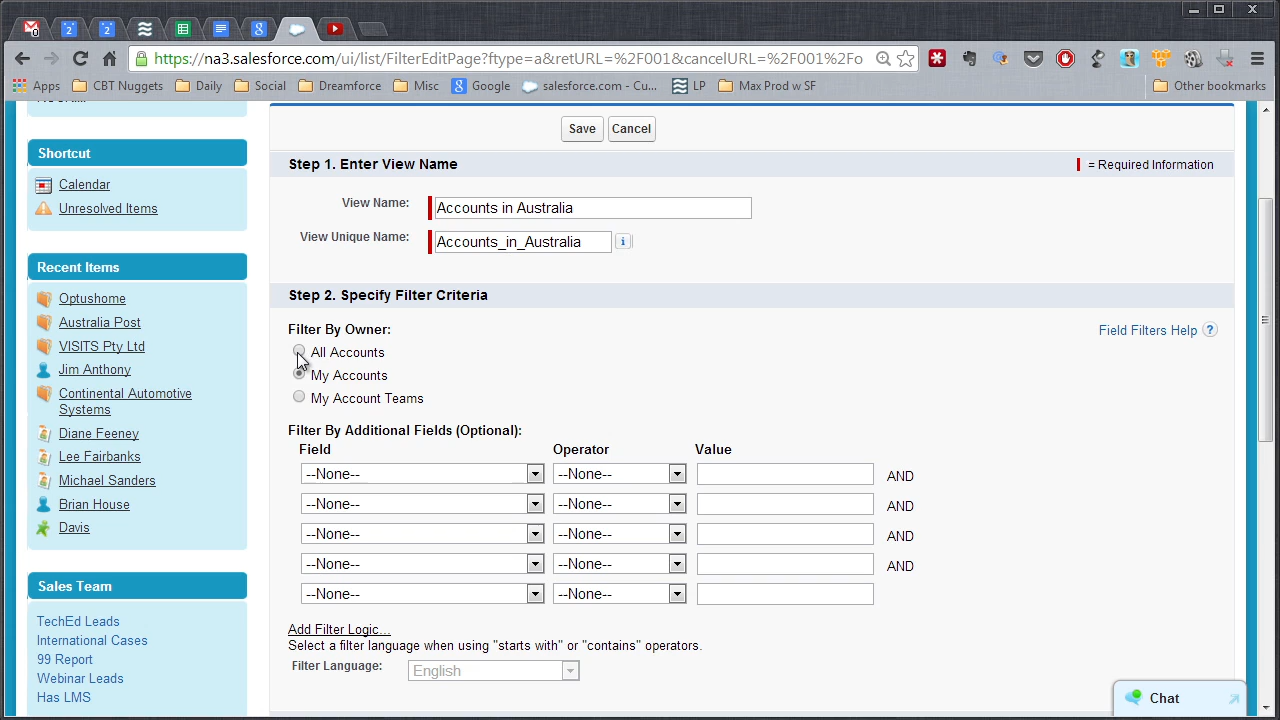 0
2
2
8
https://na3.salesforce.com/ui/list/FilterEditPage?ftype=a&retURL=%2F001&cancelURL=%2F001%2Fo
Apps
CBT Nuggets
Daily
Social
Dreamforce
Misc
8
Google
salesforce.com - Cu...
LP
Max Prod w SF
Other bookmarks
Save
Cancel
Shortcut
Calendar
Unresolved Items
Recent Items
Optushome
Australia Post
VISITS Pty Ltd
Jim Anthony
Continental Automotive
Systems
Diane Feeney
Lee Fairbanks
Michael Sanders
Brian House
Davis
Sales Team
TechEd Leads
International Cases
99 Report
Webinar Leads
Has LMS
Step 1. Enter View Name
= Required Information
View Name:
Accounts in Australia
View Unique Name:
Accounts_in_Australia
i
Step 2. Specify Filter Criteria
Filter By Owner:
Field Filters Help ?
All Accounts
My Accounts
My Account Teams
Filter By Additional Fields (Optional):
Field Operator Value
--None-- --None-- AND
--None-- --None-- AND
--None-- --None-- AND
--None-- --None-- AND
--None-- --None--
Add Filter Logic...
Select a filter language when using "starts with" or "contains" operators.
Filter Language: English
Chat